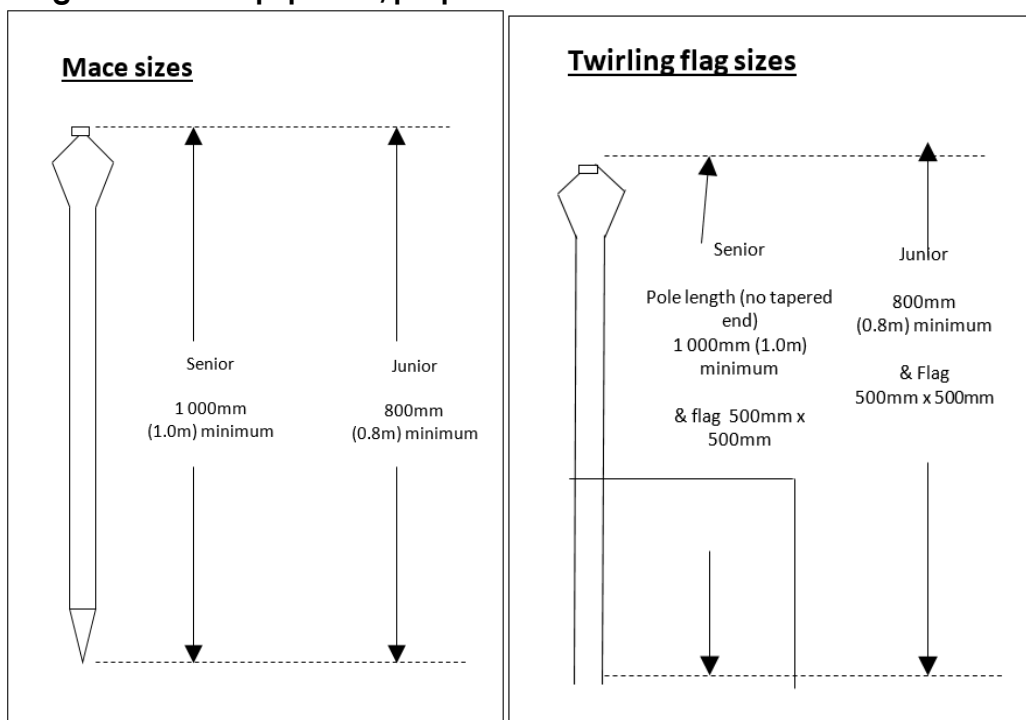 Mace sizes
Senior
1 000mm
(1.0m) minimum
Junior
800mm
(0.8m) minimum
Twirling flag sizes
Senior
Pole length (no tapered
end)
1 000mm (1.0m)
minimum
& flag 500mm x
500mm
Junior
800mm
(0.8m) minimum
& Flag
500mm x 500mm